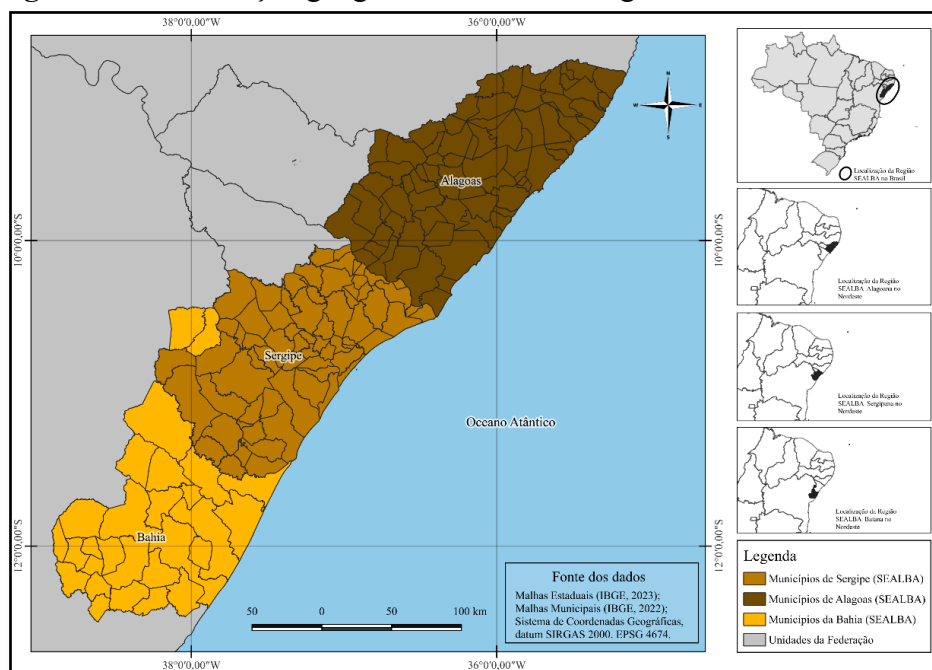 38°0'0,00"W
36°0'0,00"W
N
W
E
S
Alagoas
10°0'0,00"S
10°0'0,00"S
Sergipe
Oceano Atântico
Bahia
12°0'0,00"S
12°0'0,00"S
50
0
50
100 km
Fonte dos dados
Malhas Estaduais (IBGE, 2023);
Malhas Municipais (IBGE, 2022);
Sistema de Coordenadas Geográficas,
datum SIRGAS 2000. EPSG 4674.
38°0'0,00"W
36°0'0,00"W
Localização da Região
SEALBA no Brasil
Localização da Região
SEALBA Alagoana no
Nordeste
Localização da Região
SEALBA Sergipana no
Nordeste
Localização da Região
SEALBA Baiana no
Nordeste
Legenda
Municípios de Sergipe (SEALBA)
Municípios de Alagoas (SEALBA)
Municípios da Bahia (SEALBA)
Unidades da Federação